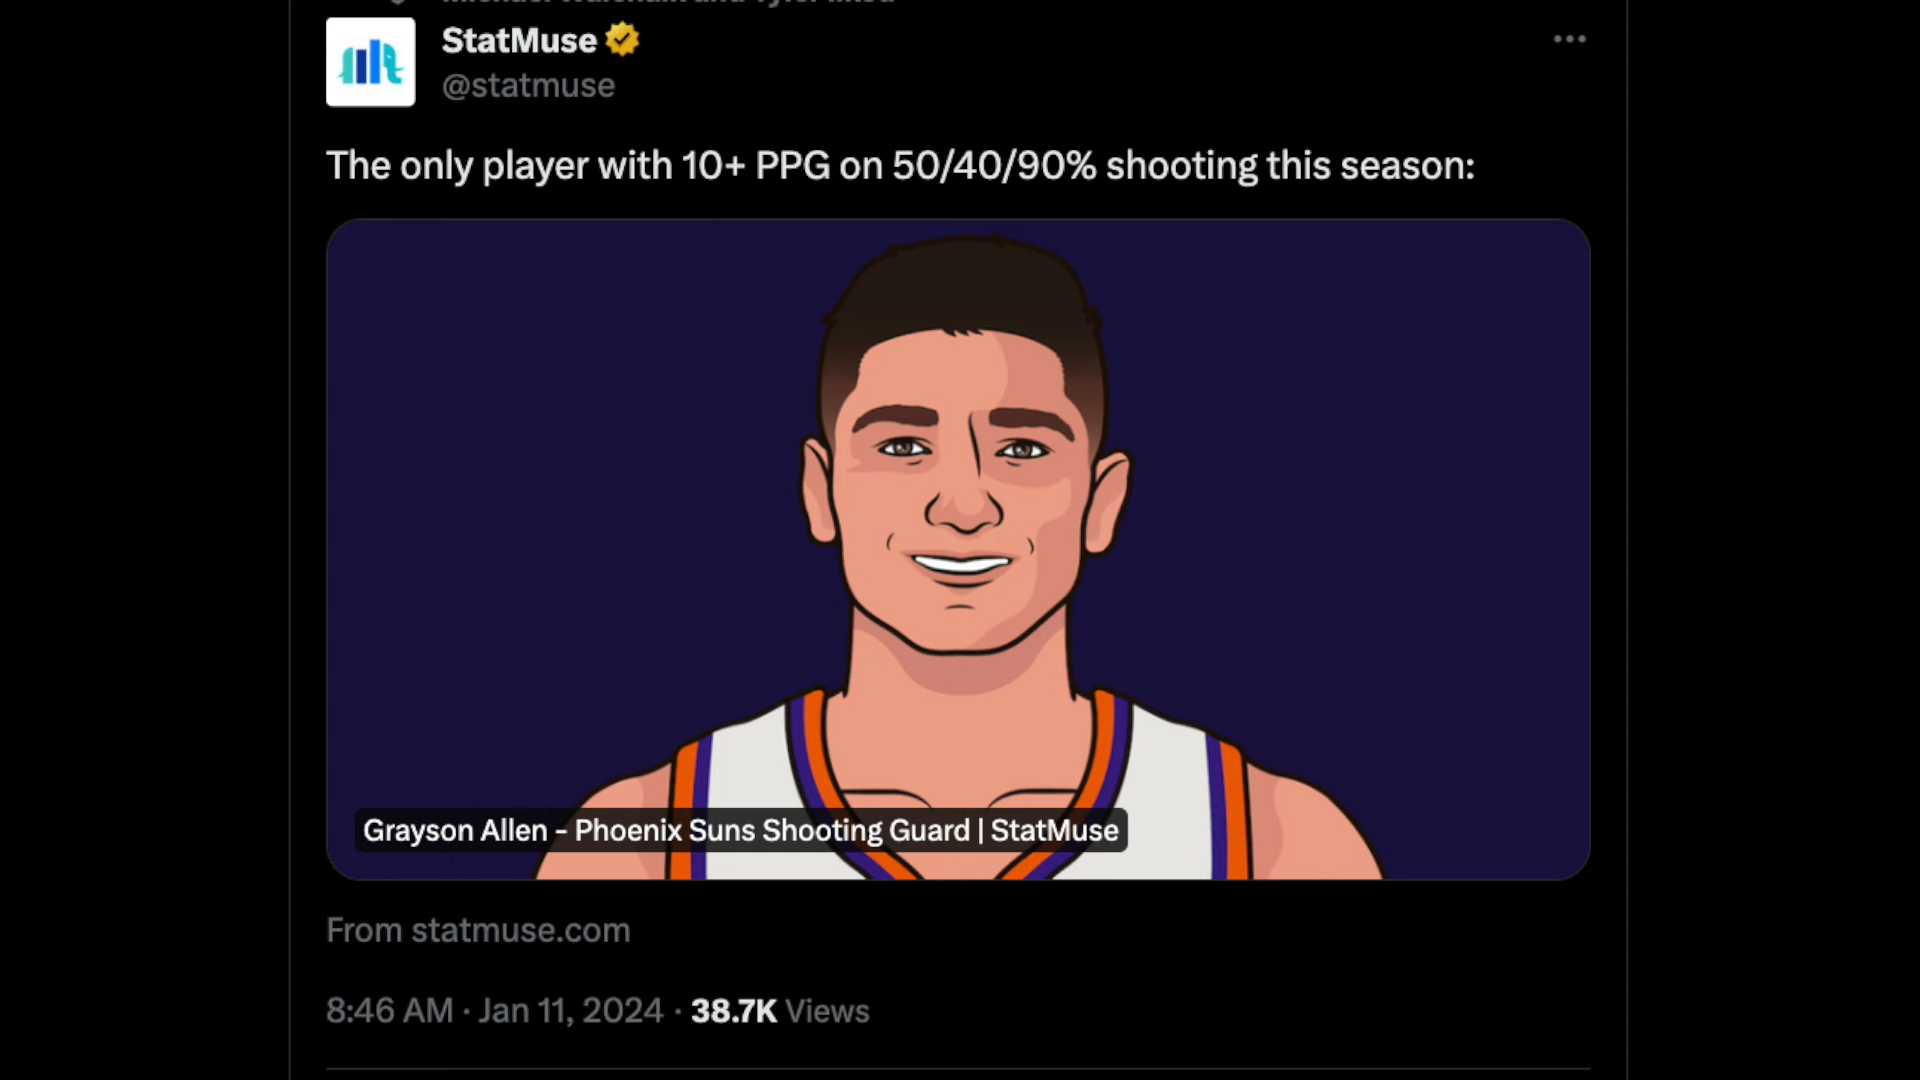 StatMuse
@statmuse
The only player with 10+ PPG on 50/40/90% shooting this season:
Grayson Allen - Phoenix Suns Shooting Guard | StatMuse
From statmuse.com
8:46 AM · Jan 11, 2024 · 38.7K Views